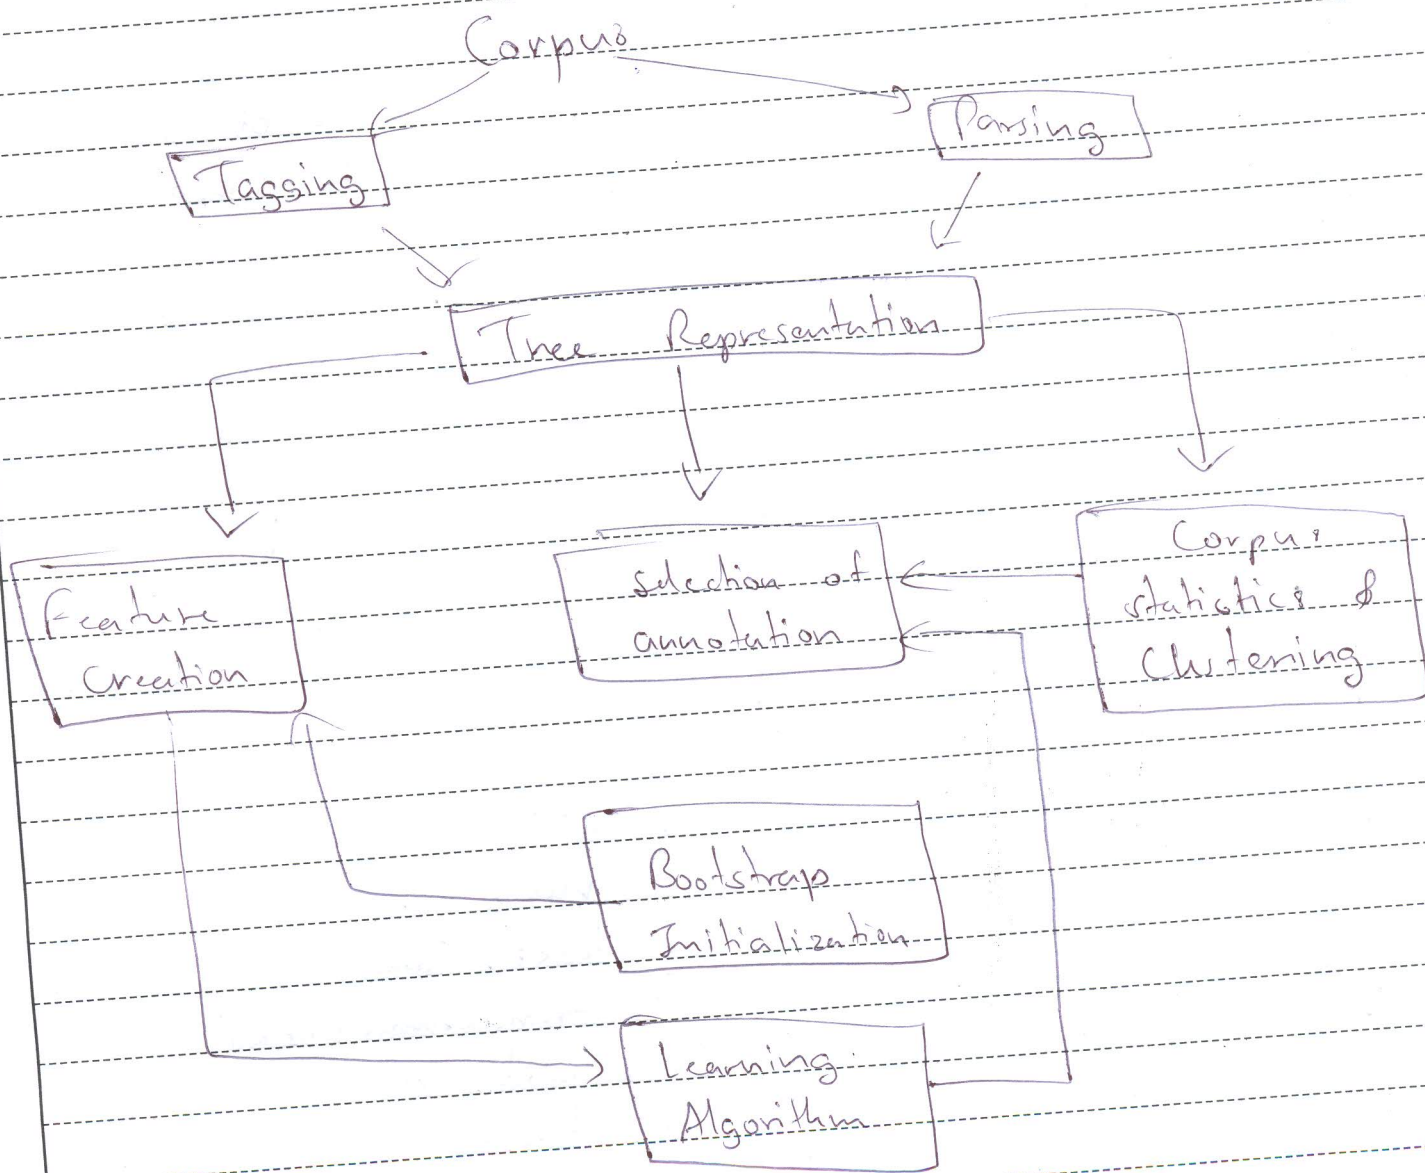 Corpus
Tagging
Parsing
Tree Representation
Feature
Creation
Selection of
annotation
Corpus
statistics &
Clustering
Bootstrap
Initialization
Learning
Algorithm